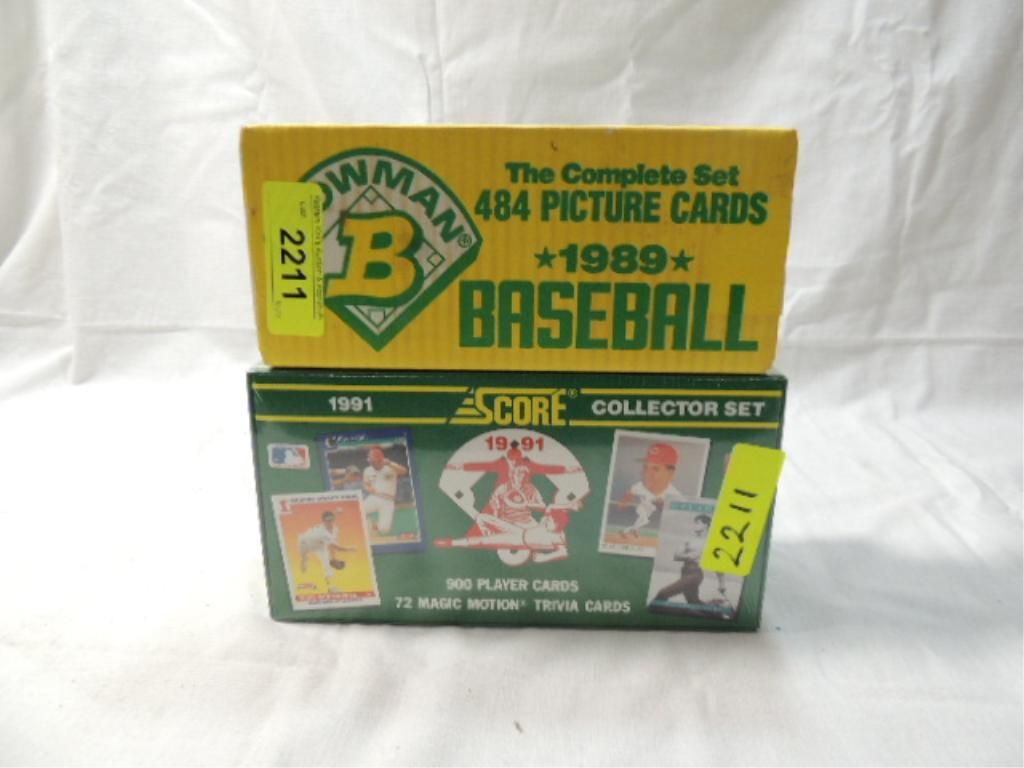 The Complete Set
484 PICTURE CARDS
★1989★
BASEBALL
OWMAN®
B
2211
1991
SCORE®
COLLECTOR SET
19 91
2211
900 PLAYER CARDS
72 MAGIC MOTION® TRIVIA CARDS